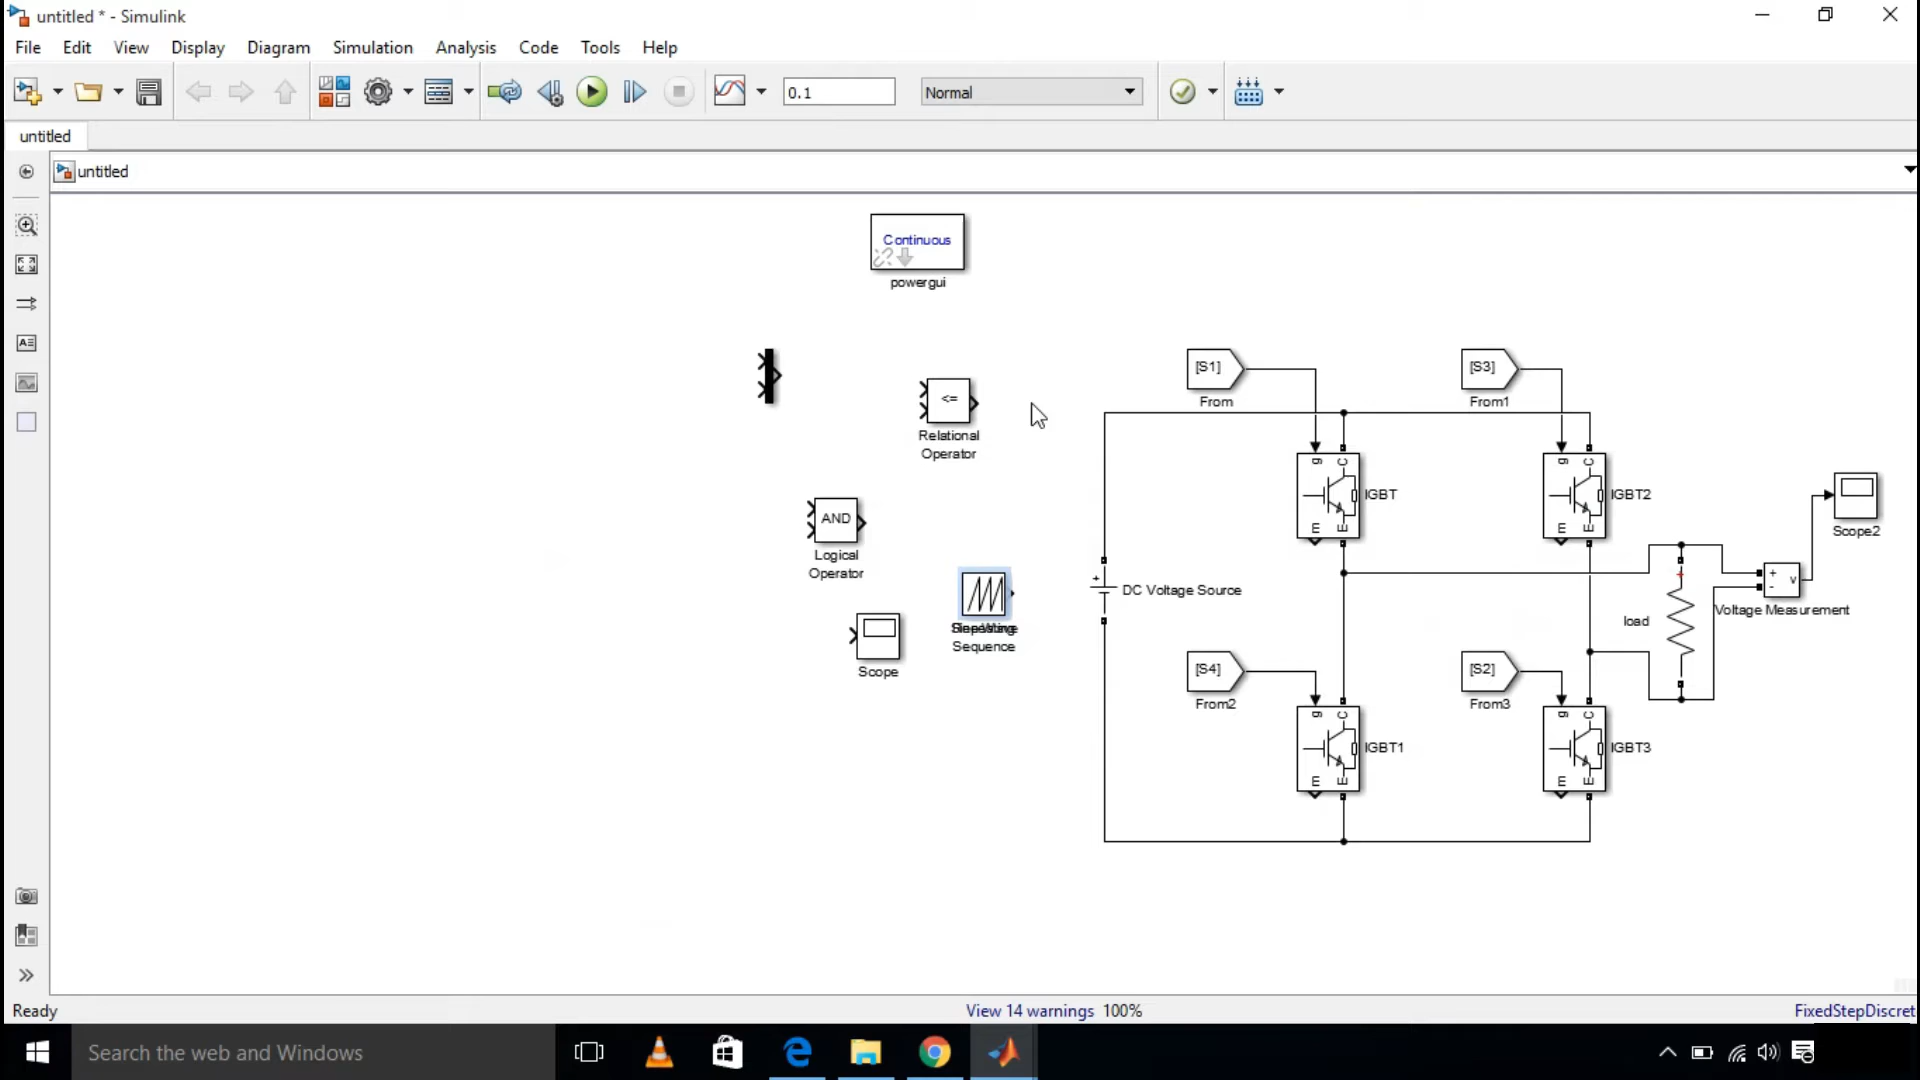 untitled * - Simulink
File Edit View Display Diagram Simulation Analysis Code Tools Help
0.1
Normal
untitled
untitled
Continuous
powergui
[S1]
From
[S3]
From1
<=
Relational
Operator
g C
m E
IGBT
g C
m E
IGBT2
Scope2
AND
Logical
Operator
+
DC Voltage Source
+
-
v
Voltage Measurement
+
load
Sequence
Scope
[S4]
From2
[S2]
From3
g C
m E
IGBT1
g C
m E
IGBT3
Ready
View 14 warnings 100%
FixedStepDiscret
Search the web and Windows